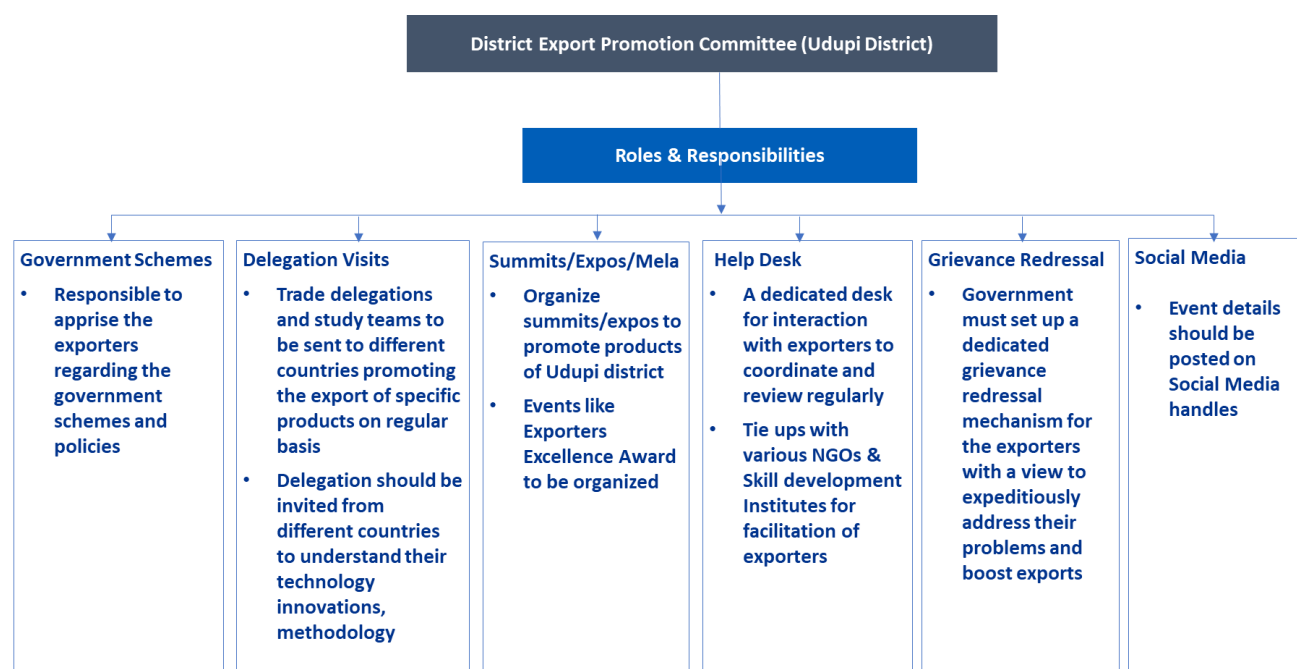 District Export Promotion Committee (Udupi District)
Roles & Responsibilities
Government Schemes
• Responsible to
apprise the
exporters
regarding the
government
schemes and
policies
Delegation Visits
• Trade delegations
and study teams to
be sent to different
countries promoting
the export of specific
products on regular
basis
• Delegation should be
invited from
different countries
to understand their
technology
innovations,
methodology
Summits/Expos/Mela
• Organize
summits/expos to
promote products
of Udupi district
• Events like
Exporters
Excellence Award
to be organized
Help Desk
• A dedicated desk
for interaction
with exporters to
coordinate and
review regularly
• Tie ups with
various NGOs &
Skill development
Institutes for
facilitation of
exporters
Grievance Redressal
• Government
must set up a
dedicated
grievance
redressal
mechanism for
the exporters
with a view to
expeditiously
address their
problems and
boost exports
Social Media
• Event details
should be
posted on
Social Media
handles